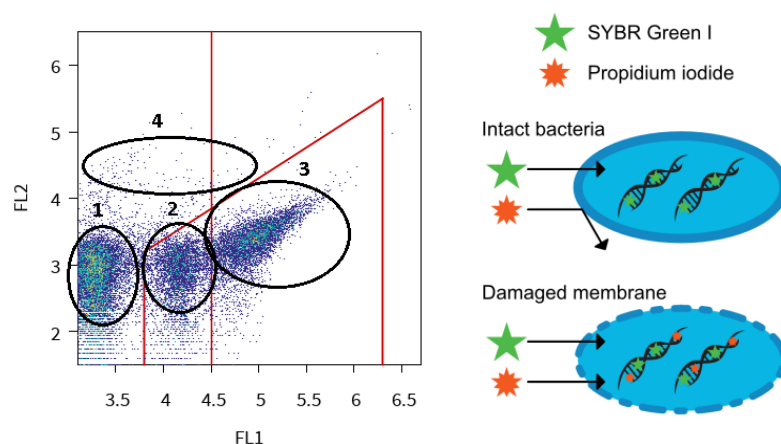 6
5
4
3
2
FL2
3.5
4
4.5
5
5.5
6
6.5
FL1
4
3
1
2
SYBR Green I
Propidium iodide
Intact bacteria
Damaged membrane